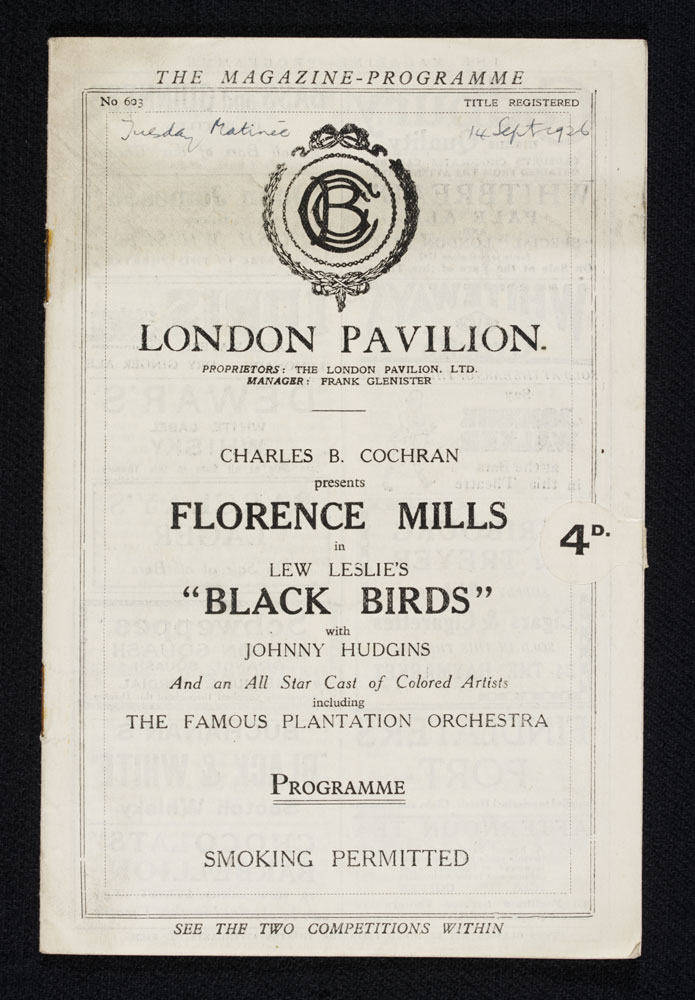 THE MAGAZINE-PROGRAMME
No 603 TITLE REGISTERED
Tuesday Matinée 14 Sept 1926
CBC
LONDON PAVILION.
PROPRIETORS: THE LONDON PAVILION. LTD.
MANAGER: FRANK GLENISTER
CHARLES B. COCHRAN
presents
FLORENCE MILLS
in
LEW LESLIE'S
"BLACK BIRDS"
with
JOHNNY HUDGINS
And an All Star Cast of Colored Artists
including
THE FAMOUS PLANTATION ORCHESTRA
4D.
PROGRAMME
SMOKING PERMITTED
SEE THE TWO COMPETITIONS WITHIN